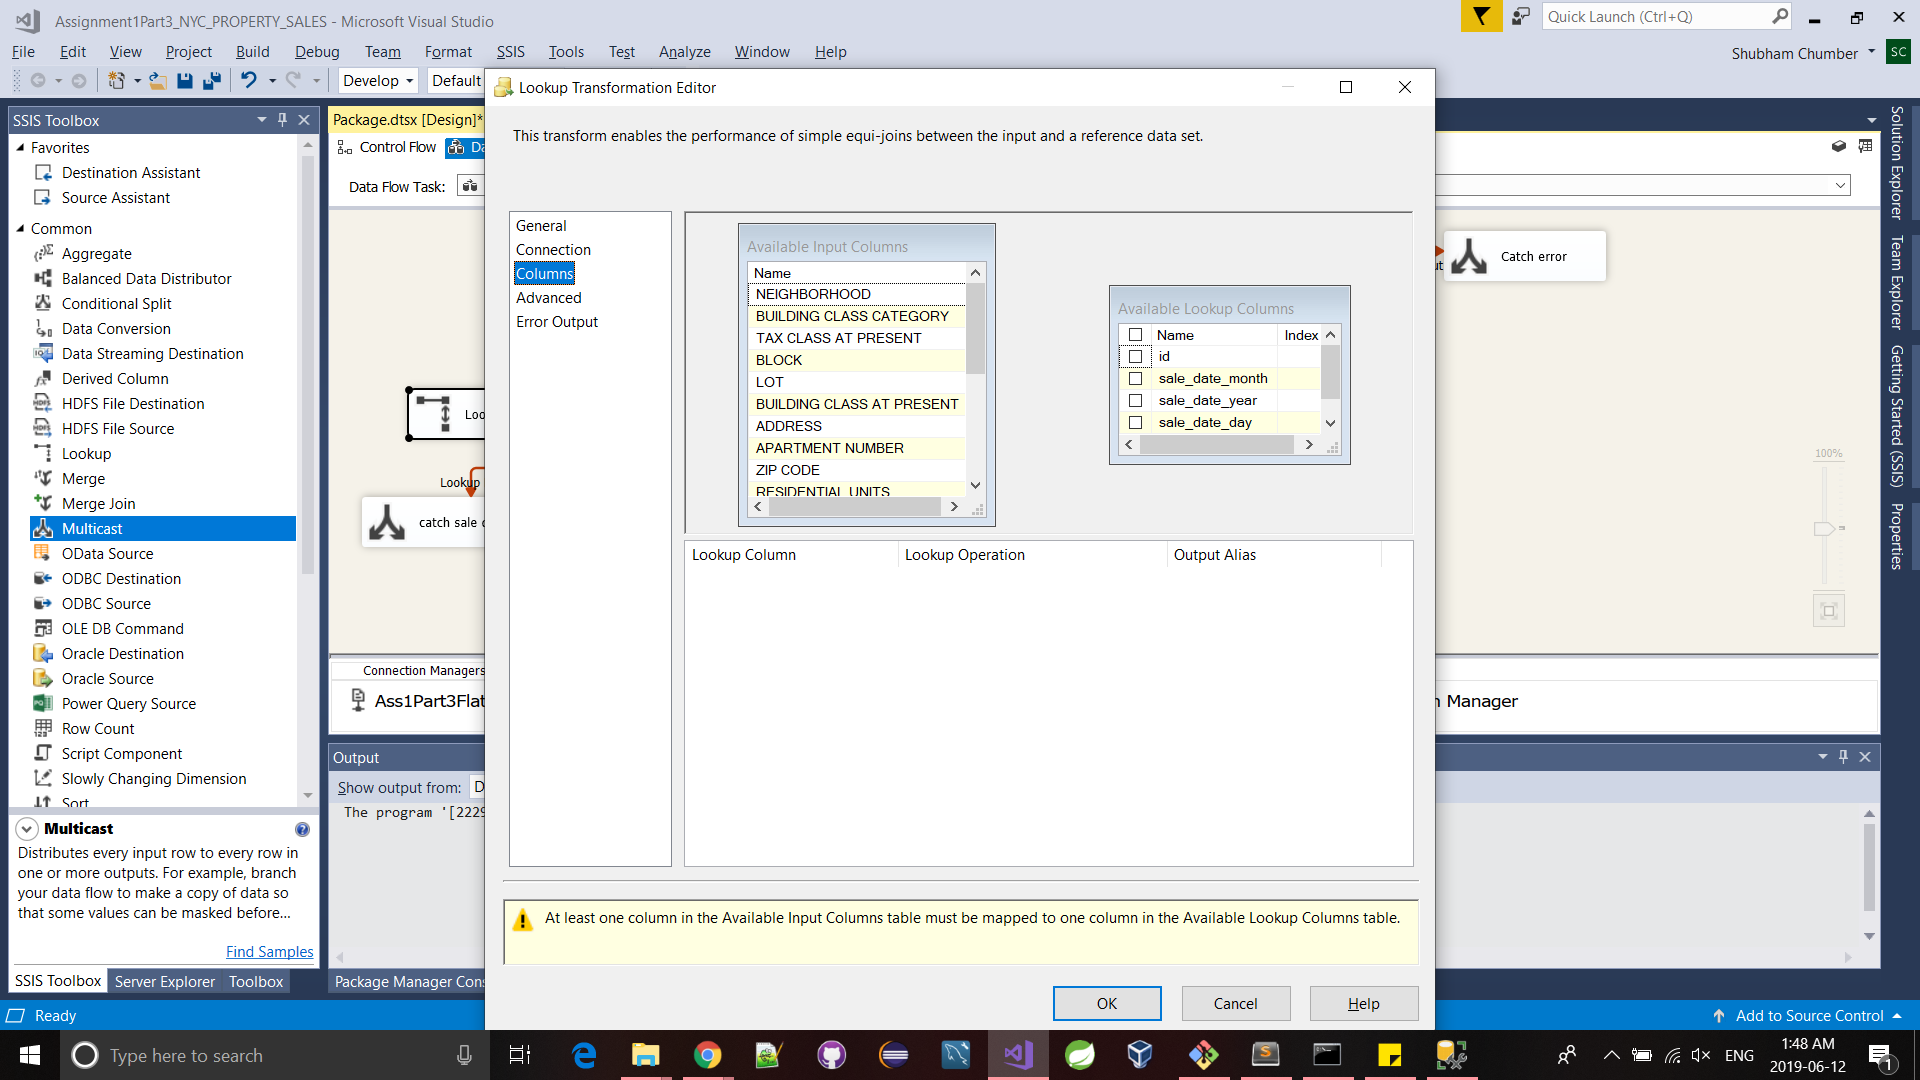 Assignment1Part3_NYC_PROPERTY_SALES - Microsoft Visual Studio
Quick Launch (Ctrl+Q)
File Edit View Project Build Debug Team Format SSIS Tools Test Analyze Window Help
Shubham Chumber
SC
Develop
Default
SSIS Toolbox
Favorites
Destination Assistant
Source Assistant
Common
Aggregate
Balanced Data Distributor
Conditional Split
Data Conversion
Data Streaming Destination
Derived Column
HDFS File Destination
HDFS File Source
Lookup
Merge
Merge Join
Multicast
OData Source
ODBC Destination
ODBC Source
OLE DB Command
Oracle Destination
Oracle Source
Power Query Source
Row Count
Script Component
Slowly Changing Dimension
Sort
Multicast
Distributes every input row to every row in
one or more outputs. For example, branch
your data flow to make a copy of data so
that some values can be masked before...
Find Samples
SSIS Toolbox Server Explorer Toolbox
Package.dtsx [Design]*
Control Flow
Da
Data Flow Task:
Loo
Lookup
catch sale
Connection Managers
Ass1Part3Flat
Output
Show output from: D
The program '[2229
Package Manager Con
Lookup Transformation Editor
This transform enables the performance of simple equi-joins between the input and a reference data set.
General
Connection
Columns
Advanced
Error Output
Available Input Columns
Name
NEIGHBORHOOD
BUILDING CLASS CATEGORY
TAX CLASS AT PRESENT
BLOCK
LOT
BUILDING CLASS AT PRESENT
ADDRESS
APARTMENT NUMBER
ZIP CODE
RESIDENTIAL UNITS
Available Lookup Columns
Name Index
id
sale_date_month
sale_date_year
sale_date_day
Lookup Column Lookup Operation Output Alias
At least one column in the Available Input Columns table must be mapped to one column in the Available Lookup Columns table.
OK Cancel Help
ut
Catch error
100%
n Manager
Solution Explorer
Team Explorer
Getting Started (SSIS)
Properties
Ready
Add to Source Control
Type here to search
ENG
1:48 AM
2019-06-12
1